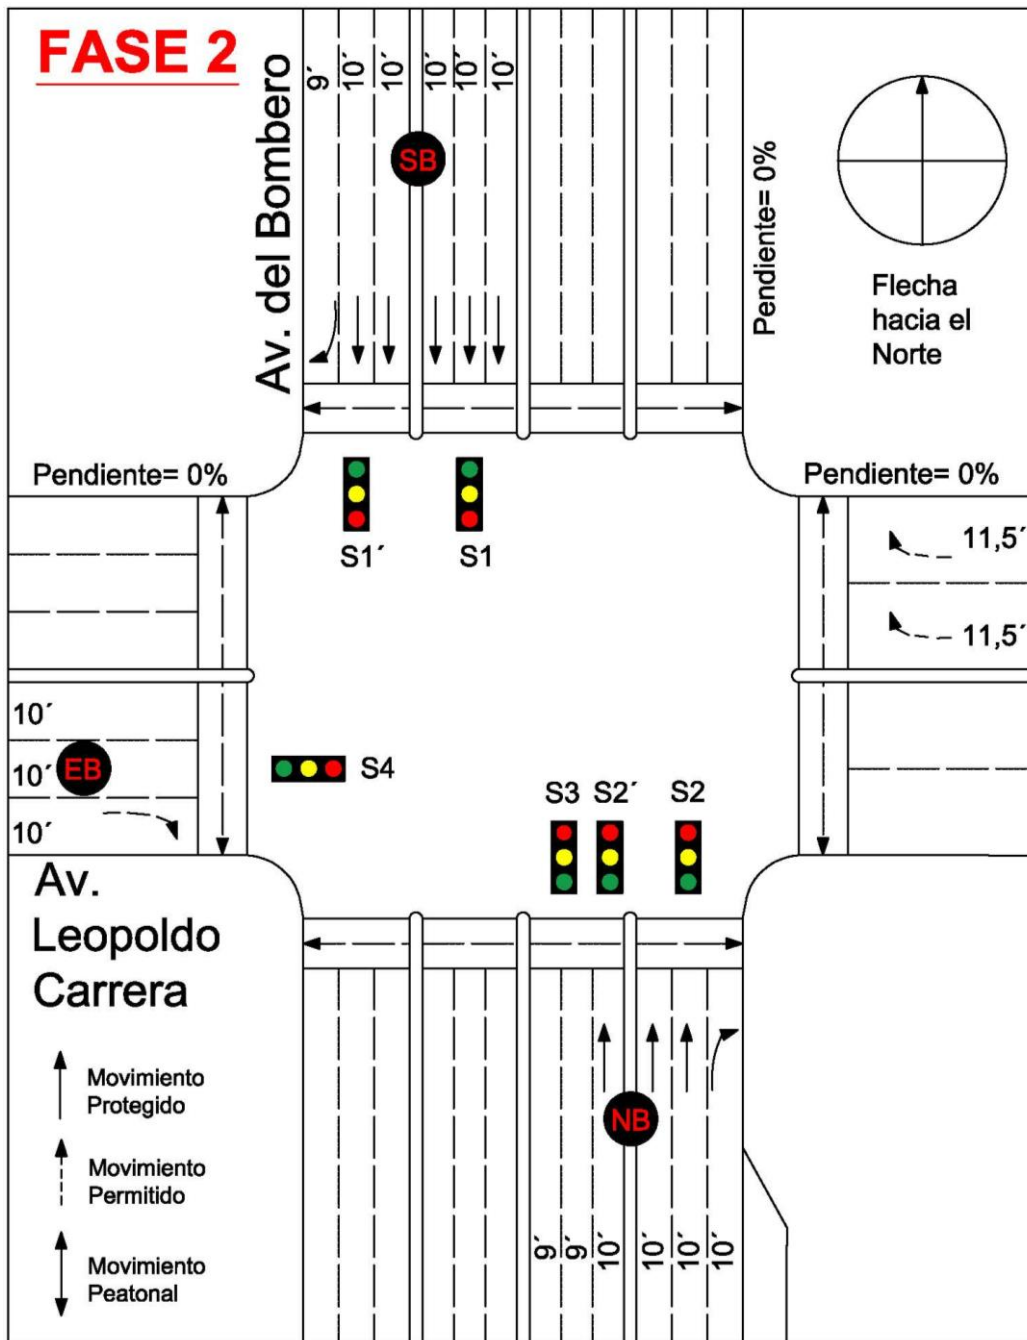 FASE 2
Av. del Bombero
9´
10´
10´
10´
10´
10´
SB
Pendiente= 0%
Flecha
hacia el
Norte
Pendiente= 0%
Pendiente= 0%
S1´
S1
11,5´
11,5´
10´
10´
10´
EB
S4
S3
S2´
S2
Av.
Leopoldo
Carrera
Movimiento
Protegido
Movimiento
Permitido
Movimiento
Peatonal
NB
9´
9´
10´
10´
10´
10´